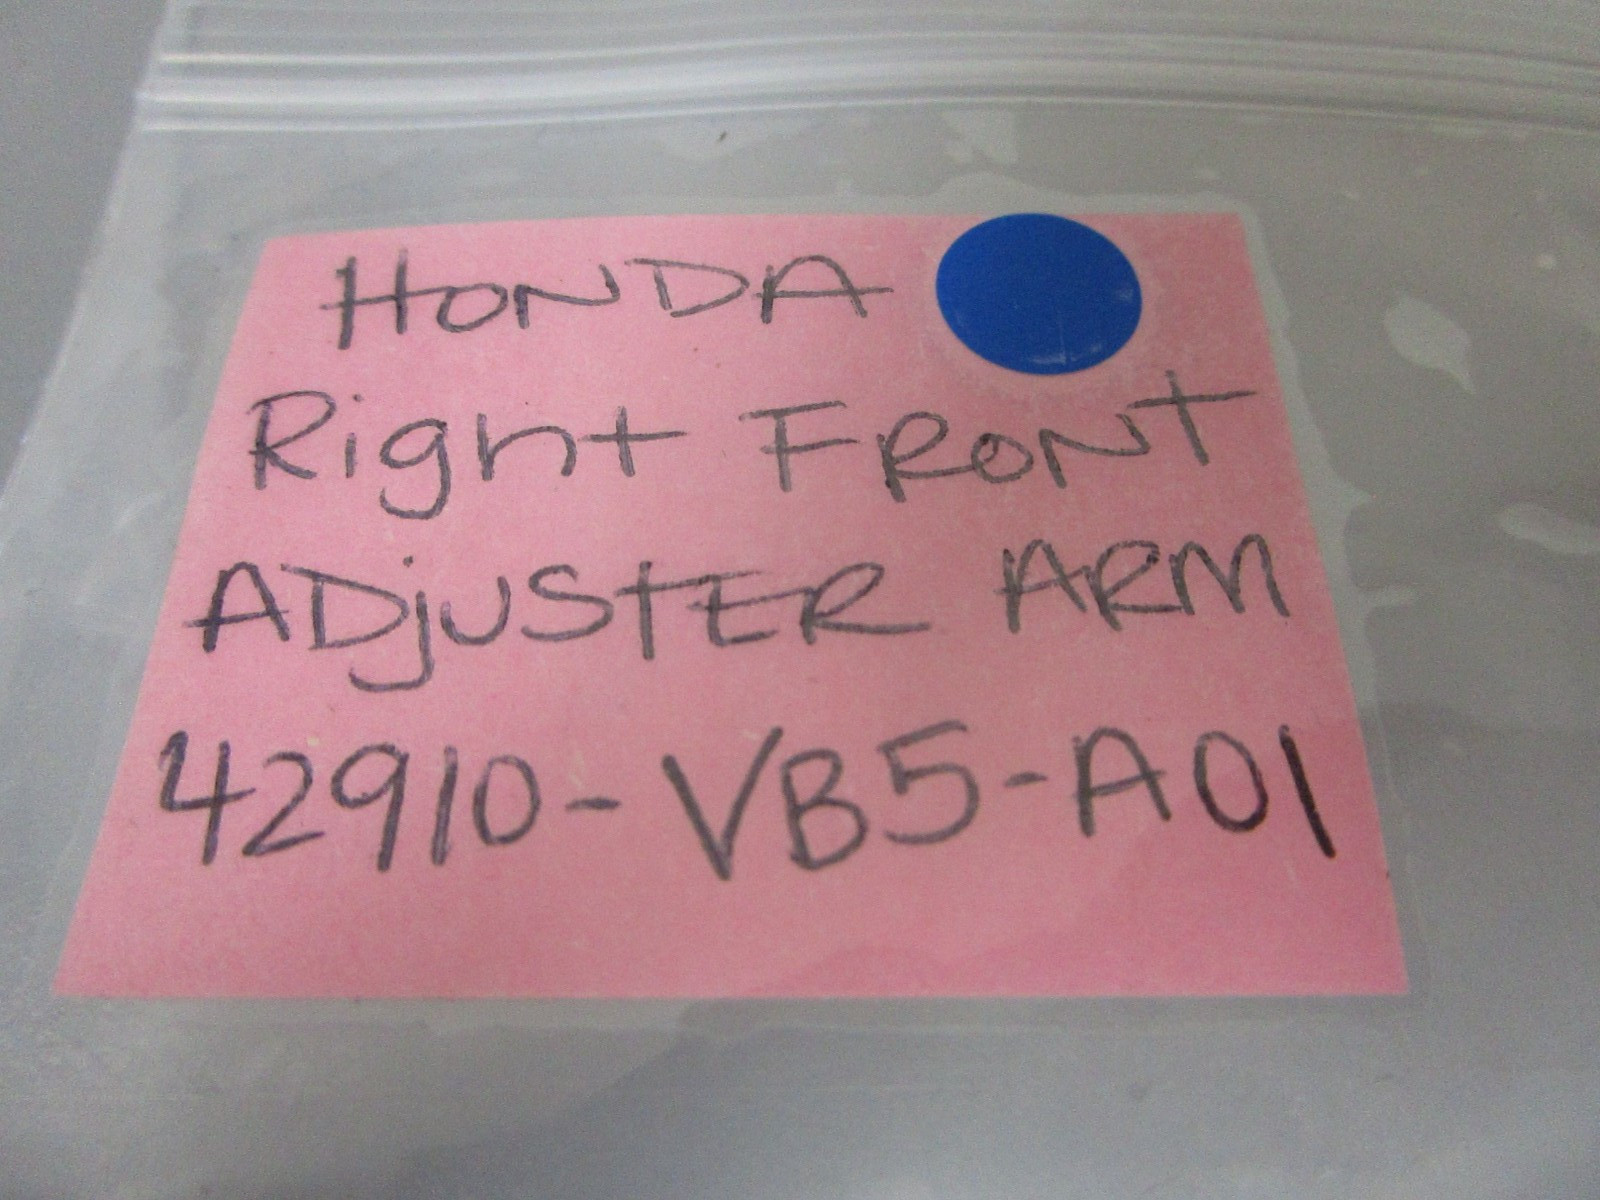 HONDA
Right FRONT
ADjUSTER ARM
42910-VB5-A01